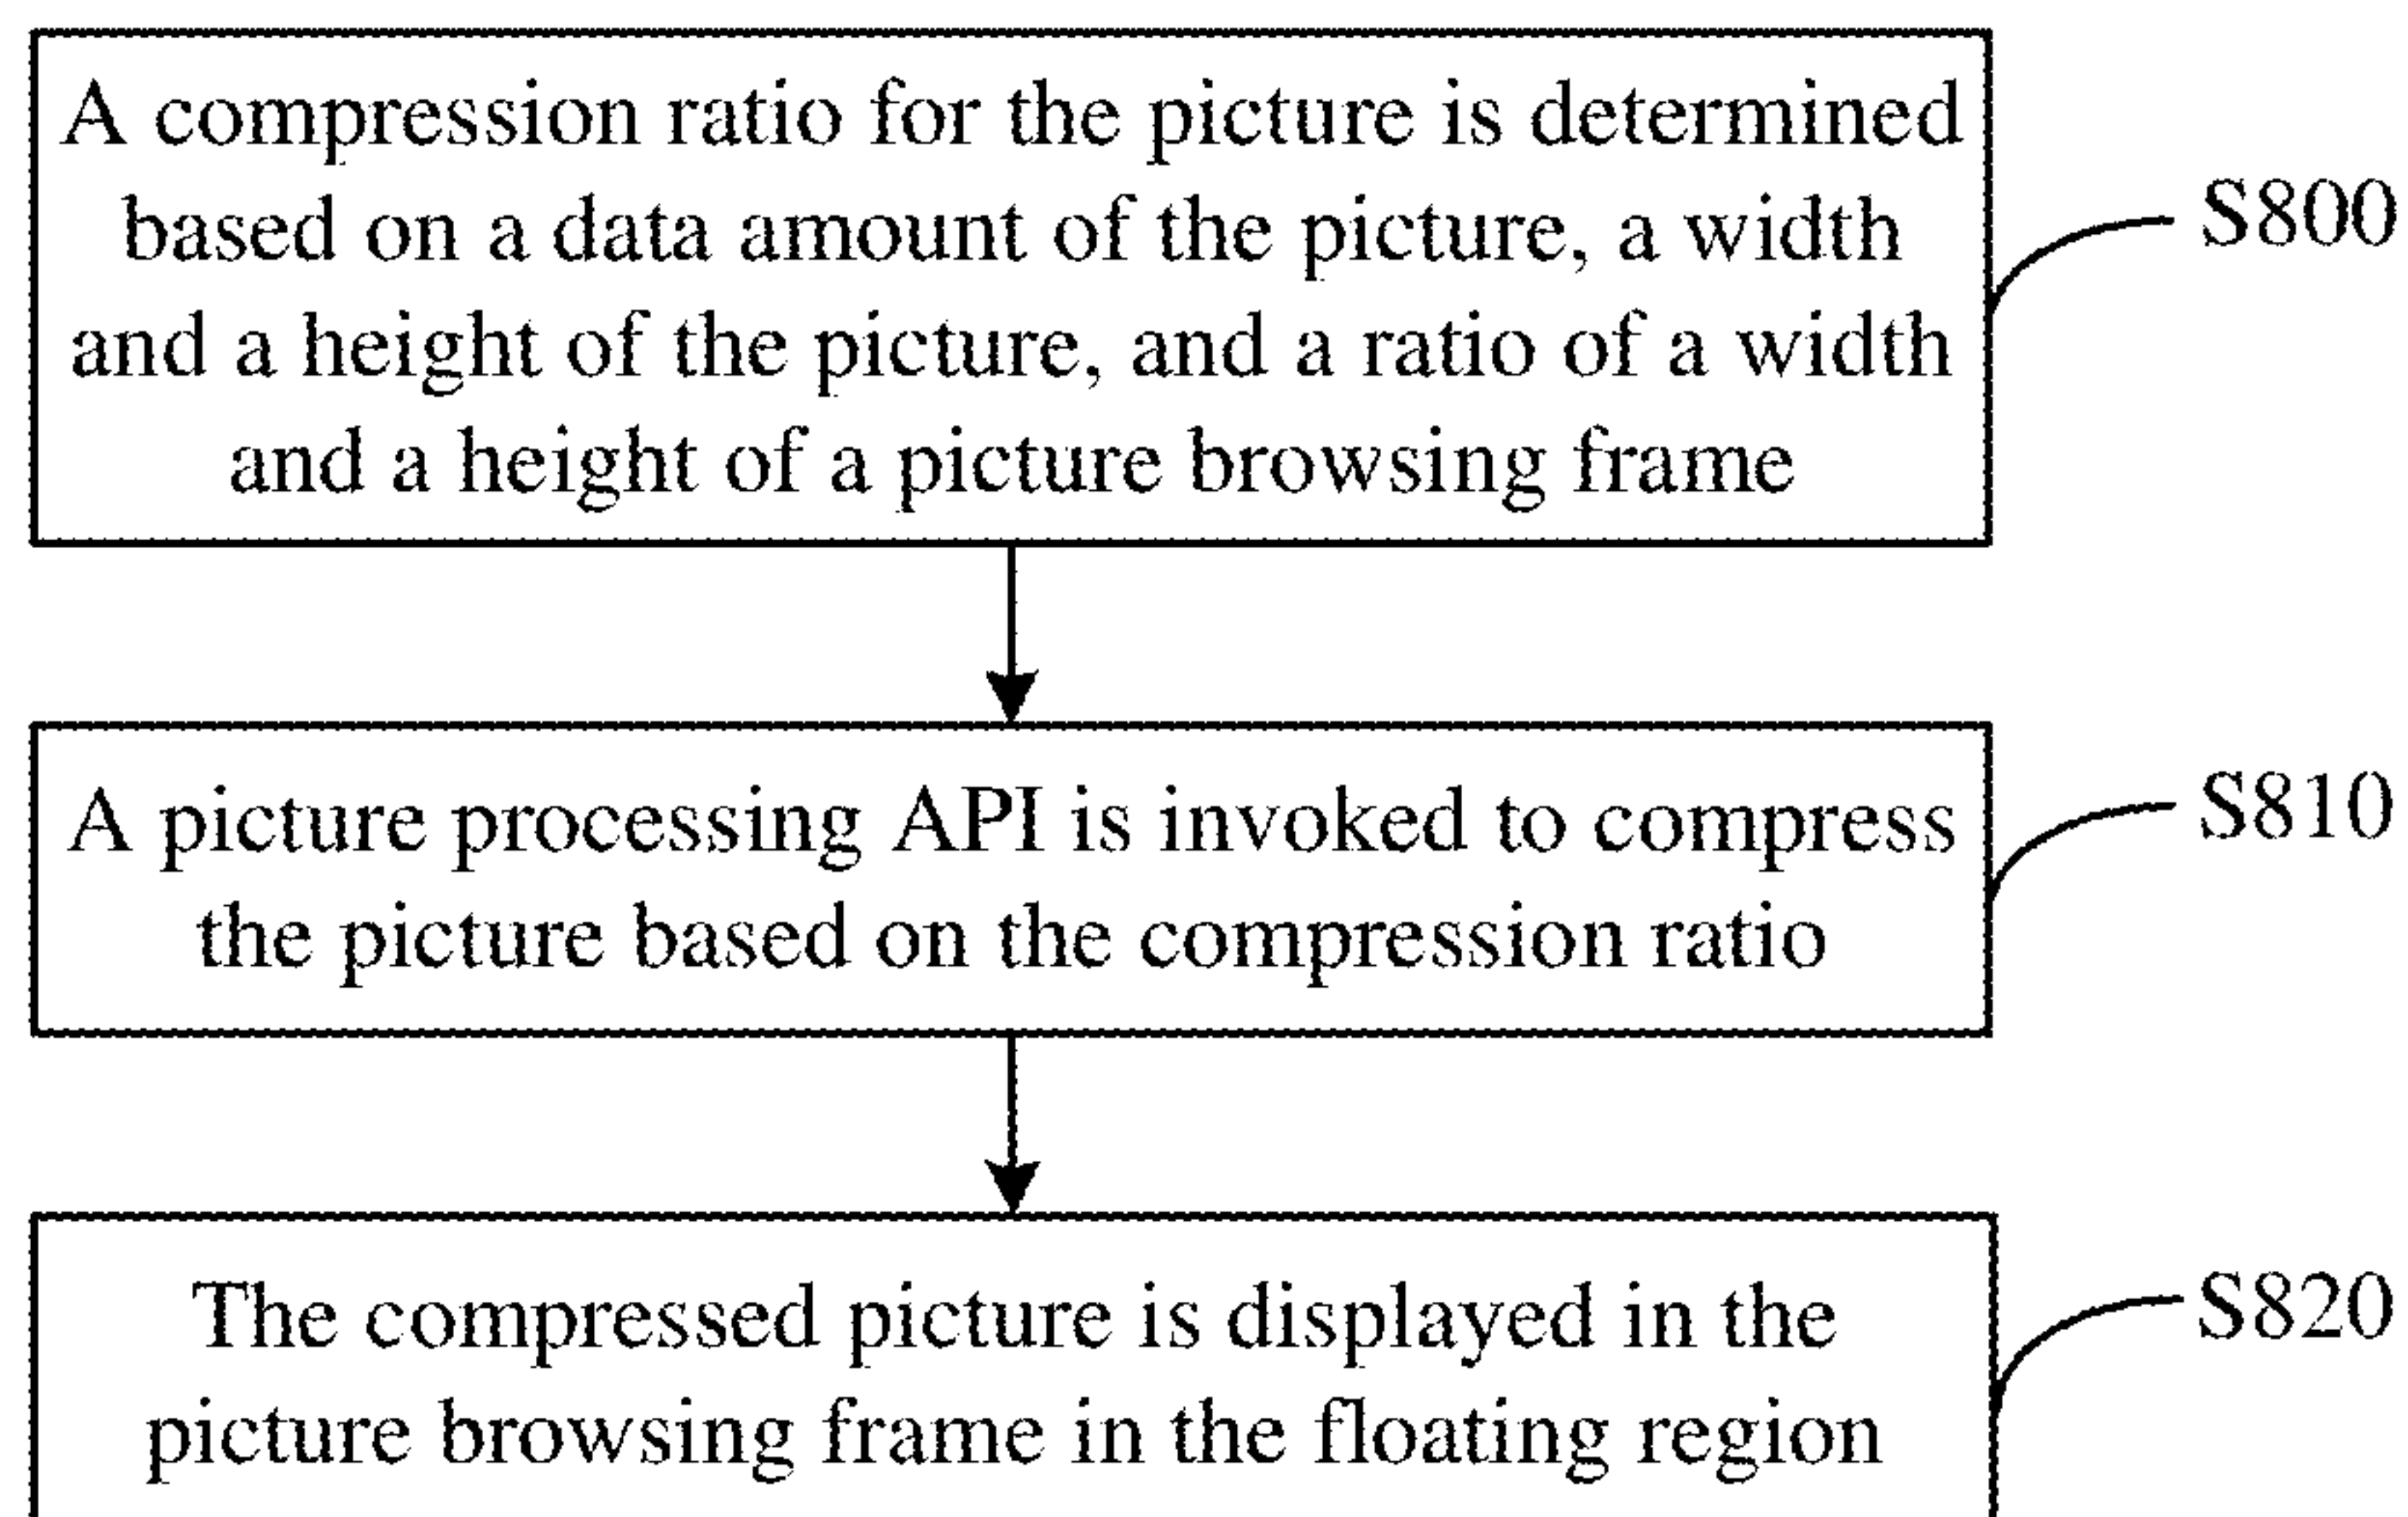 A compression ratio for the picture is determined
based on a data amount of the picture, a width
and a height of the picture, and a ratio of a width
and a height of a picture browsing frame
S800
A picture processing API is invoked to compress
the picture based on the compression ratio
S810
The compressed picture is displayed in the
picture browsing frame in the floating region
S820